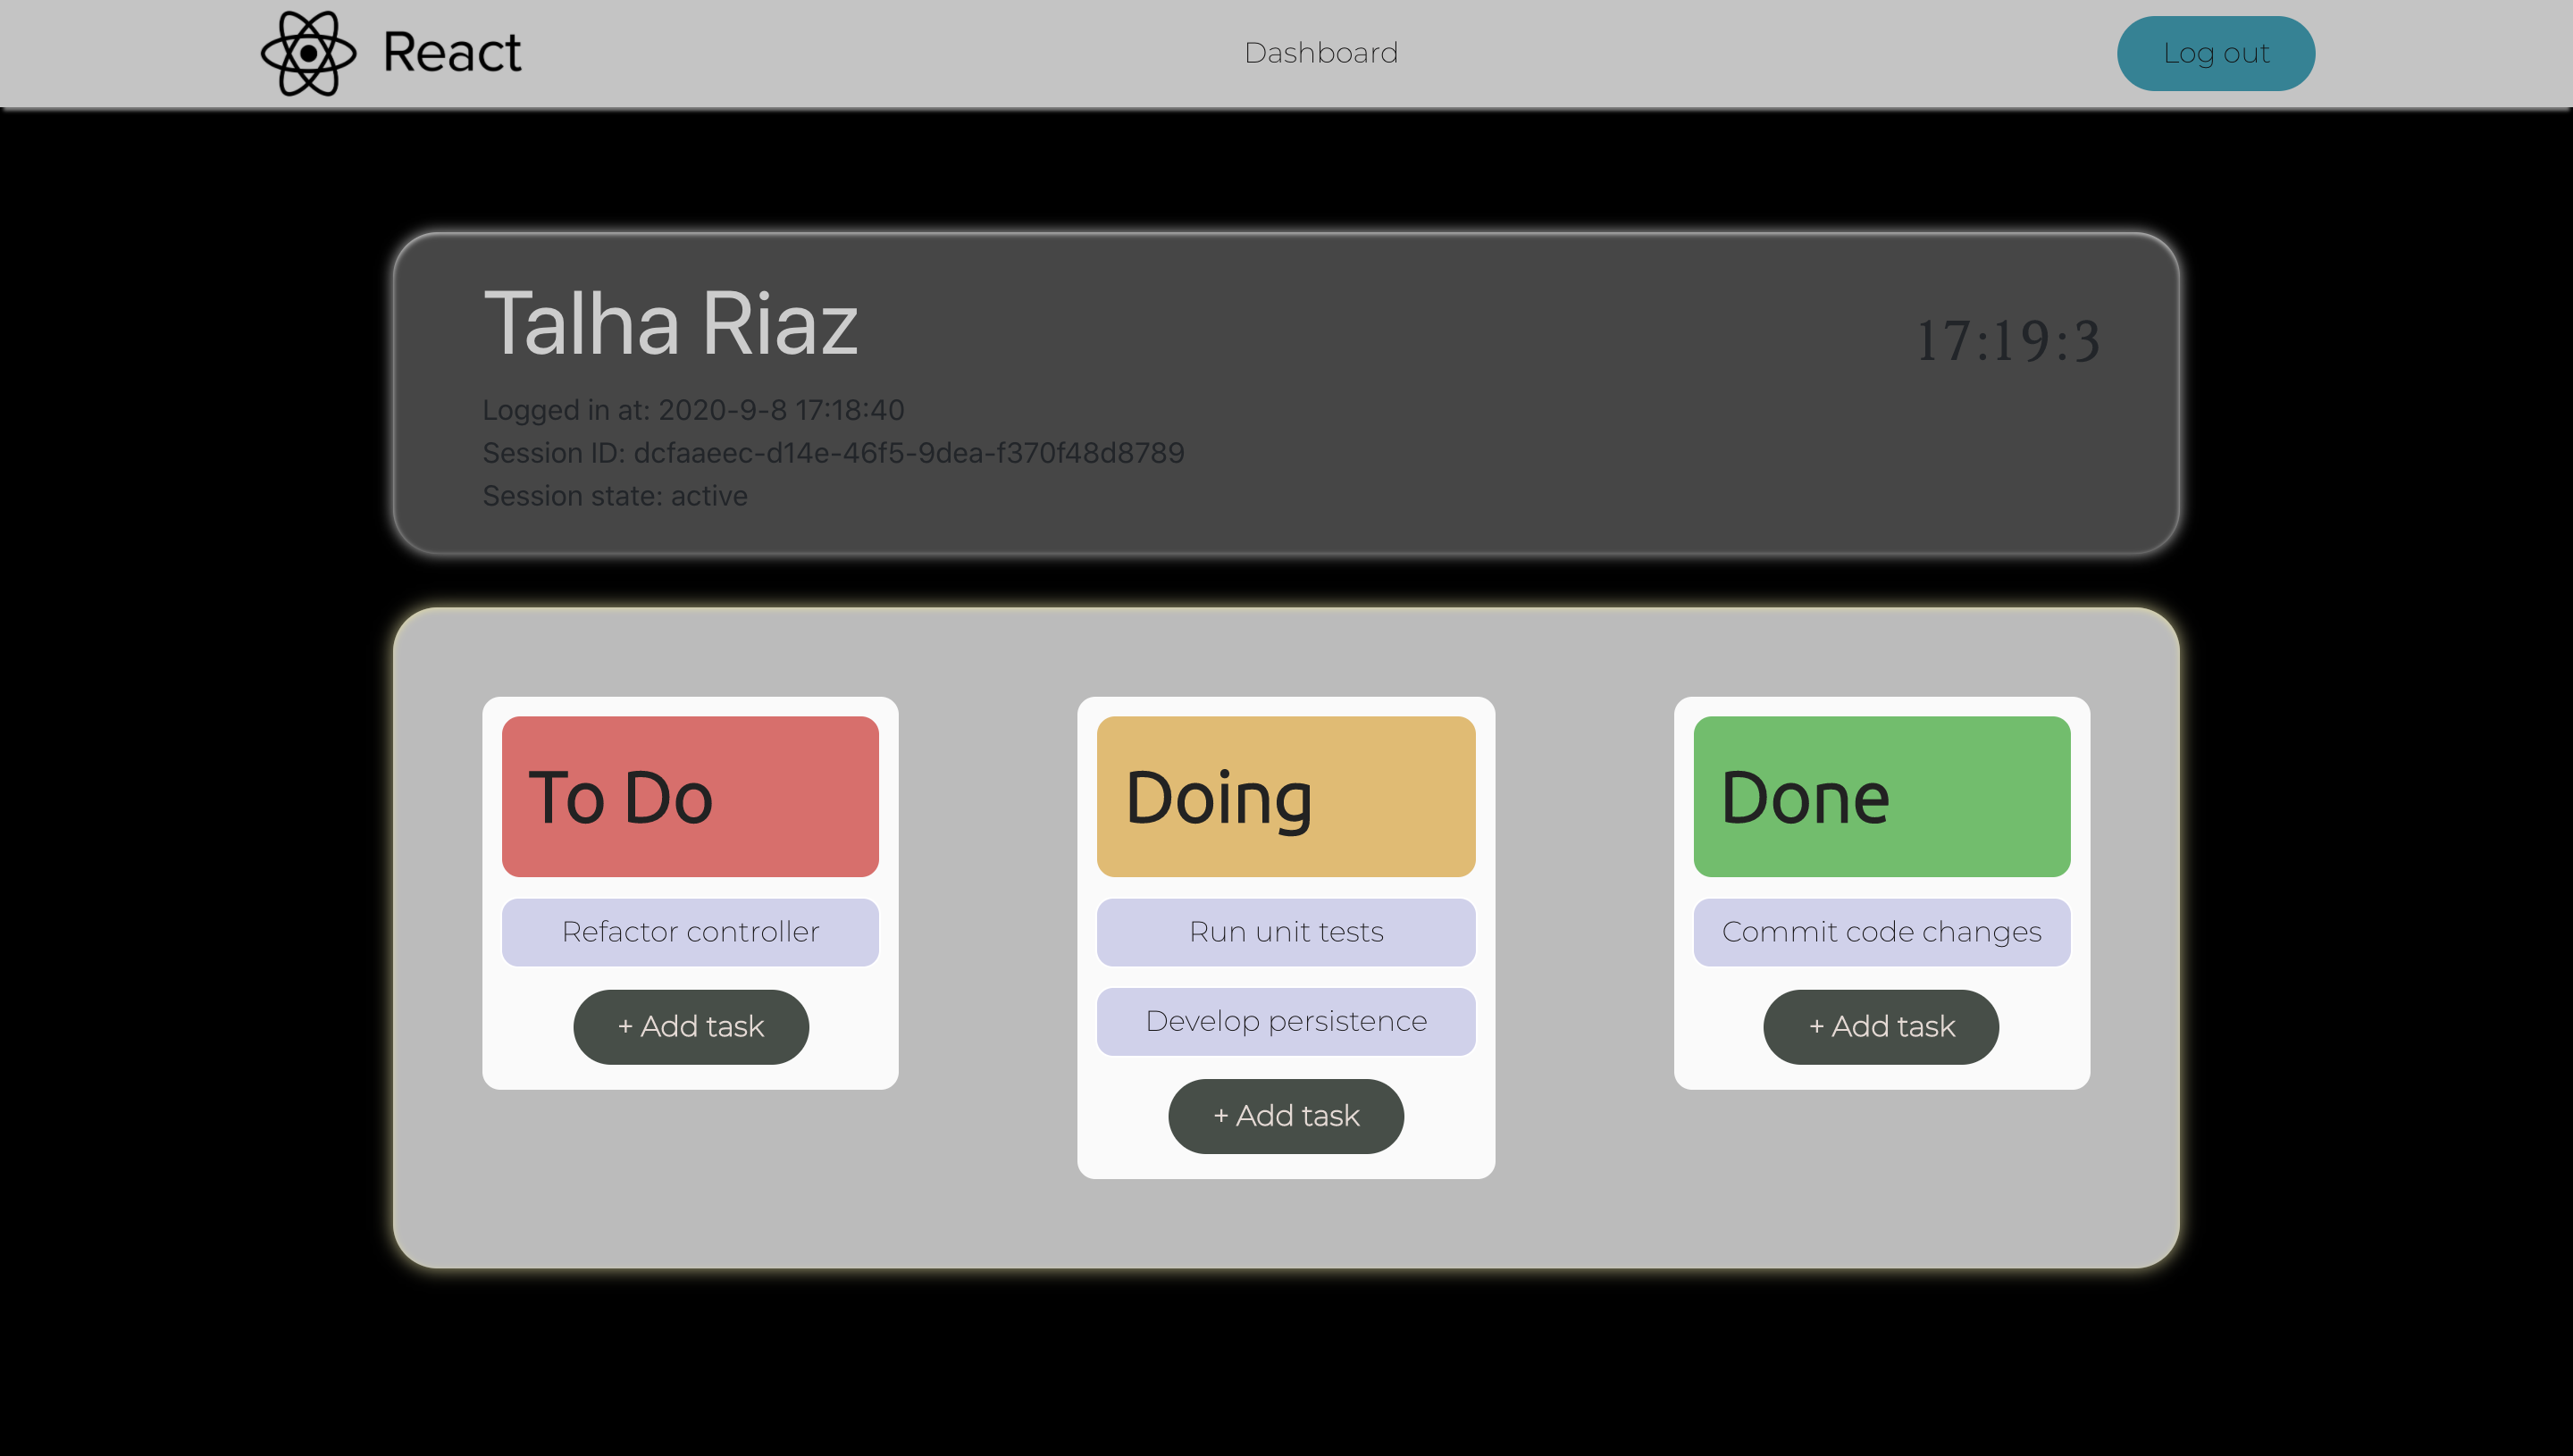 React
Dashboard
Log out
Talha Riaz
17:19:3
Logged in at: 2020-9-8 17:18:40
Session ID: dcfaaeec-d14e-46f5-9dea-f370f48d8789
Session state: active
To Do
Refactor controller
+ Add task
Doing
Run unit tests
Develop persistence
+ Add task
Done
Commit code changes
+ Add task